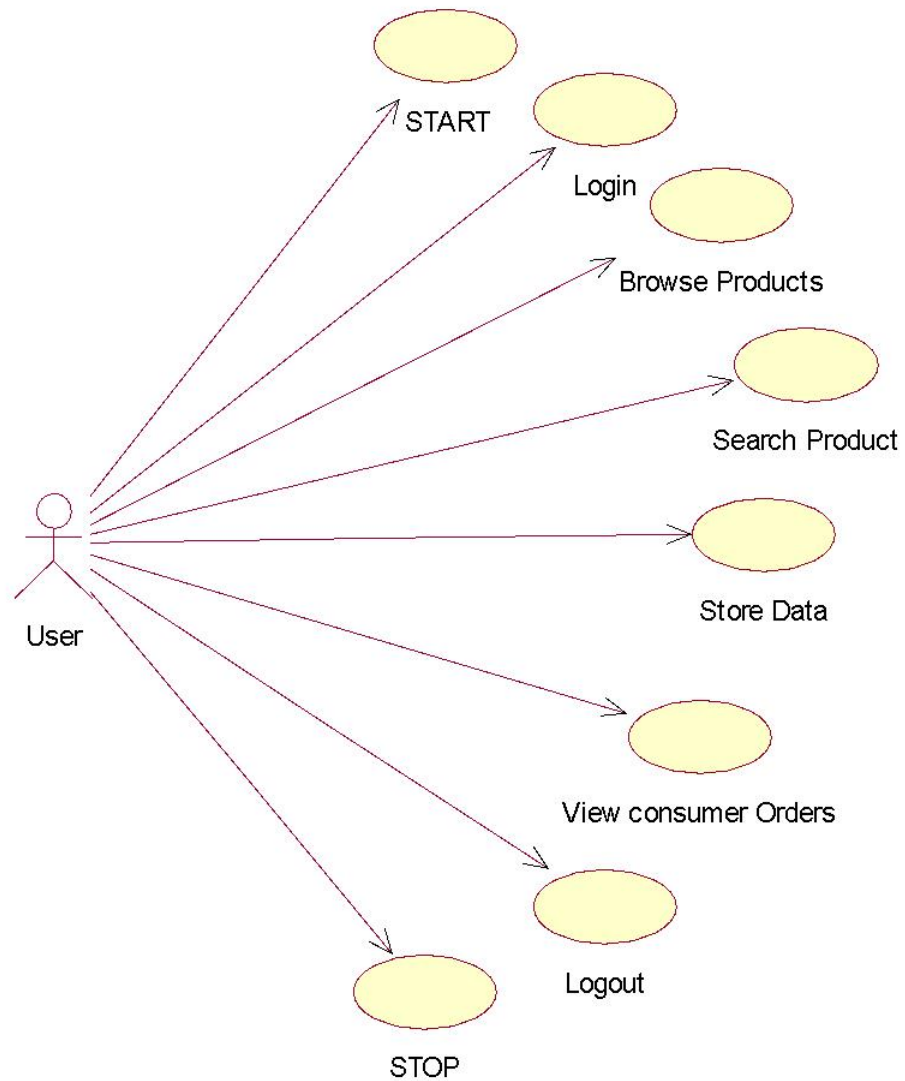 START
Login
Browse Products
Search Product
Store Data
User
View consumer Orders
Logout
STOP